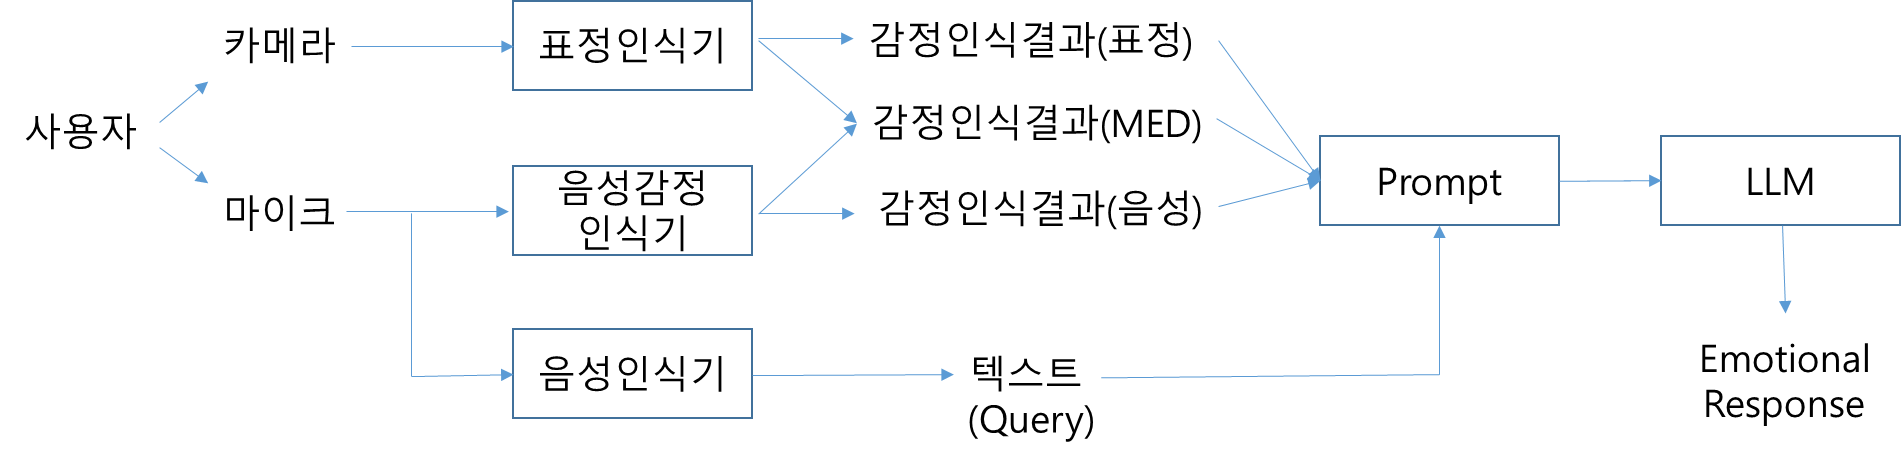 사용자
카메라
마이크
표정인식기
음성감정
인식기
음성인식기
감정인식결과(표정)
감정인식결과(MED)
감정인식결과(음성)
텍스트
(Query)
Prompt
LLM
Emotional
Response